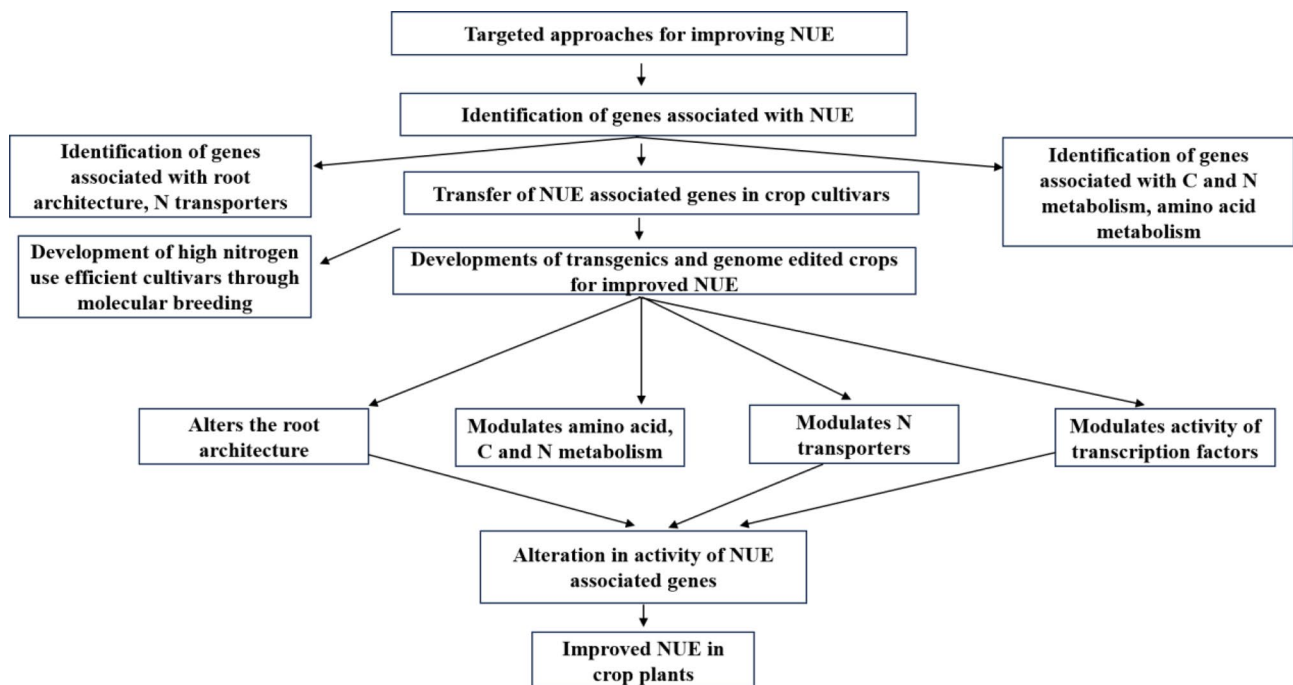 Targeted approaches for improving NUE
Identification of genes associated with NUE
Identification of genes
associated with root
architecture, N transporters
Identification of genes
associated with C and N
metabolism, amino acid
metabolism
Transfer of NUE associated genes in crop cultivars
Development of high nitrogen
use efficient cultivars through
molecular breeding
Developments of transgenics and genome edited crops
for improved NUE
Alters the root
architecture
Modulates amino acid,
C and N metabolism
Modulates N
transporters
Modulates activity of
transcription factors
Alteration in activity of NUE
associated genes
Improved NUE in
crop plants